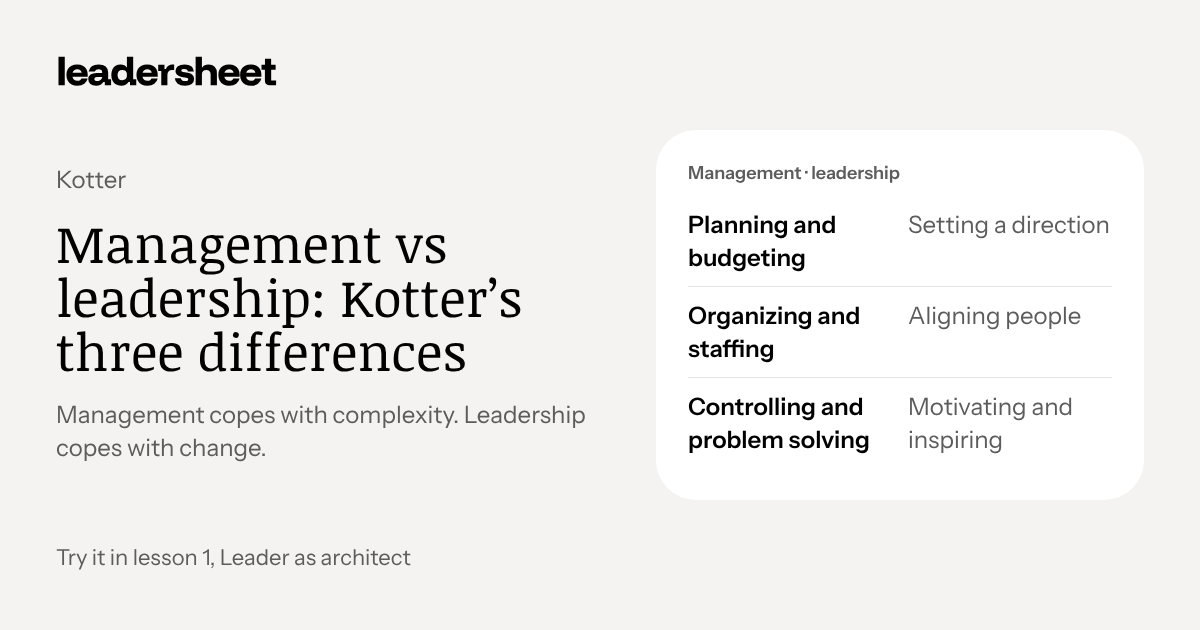 leadersheet
Kotter
Management vs
leadership: Kotter’s
three differences
Management copes with complexity. Leadership
copes with change.
Try it in lesson 1, Leader as architect
Management · leadership
Planning and
budgeting
Setting a direction
Organizing and
staffing
Aligning people
Controlling and
problem solving
Motivating and
inspiring